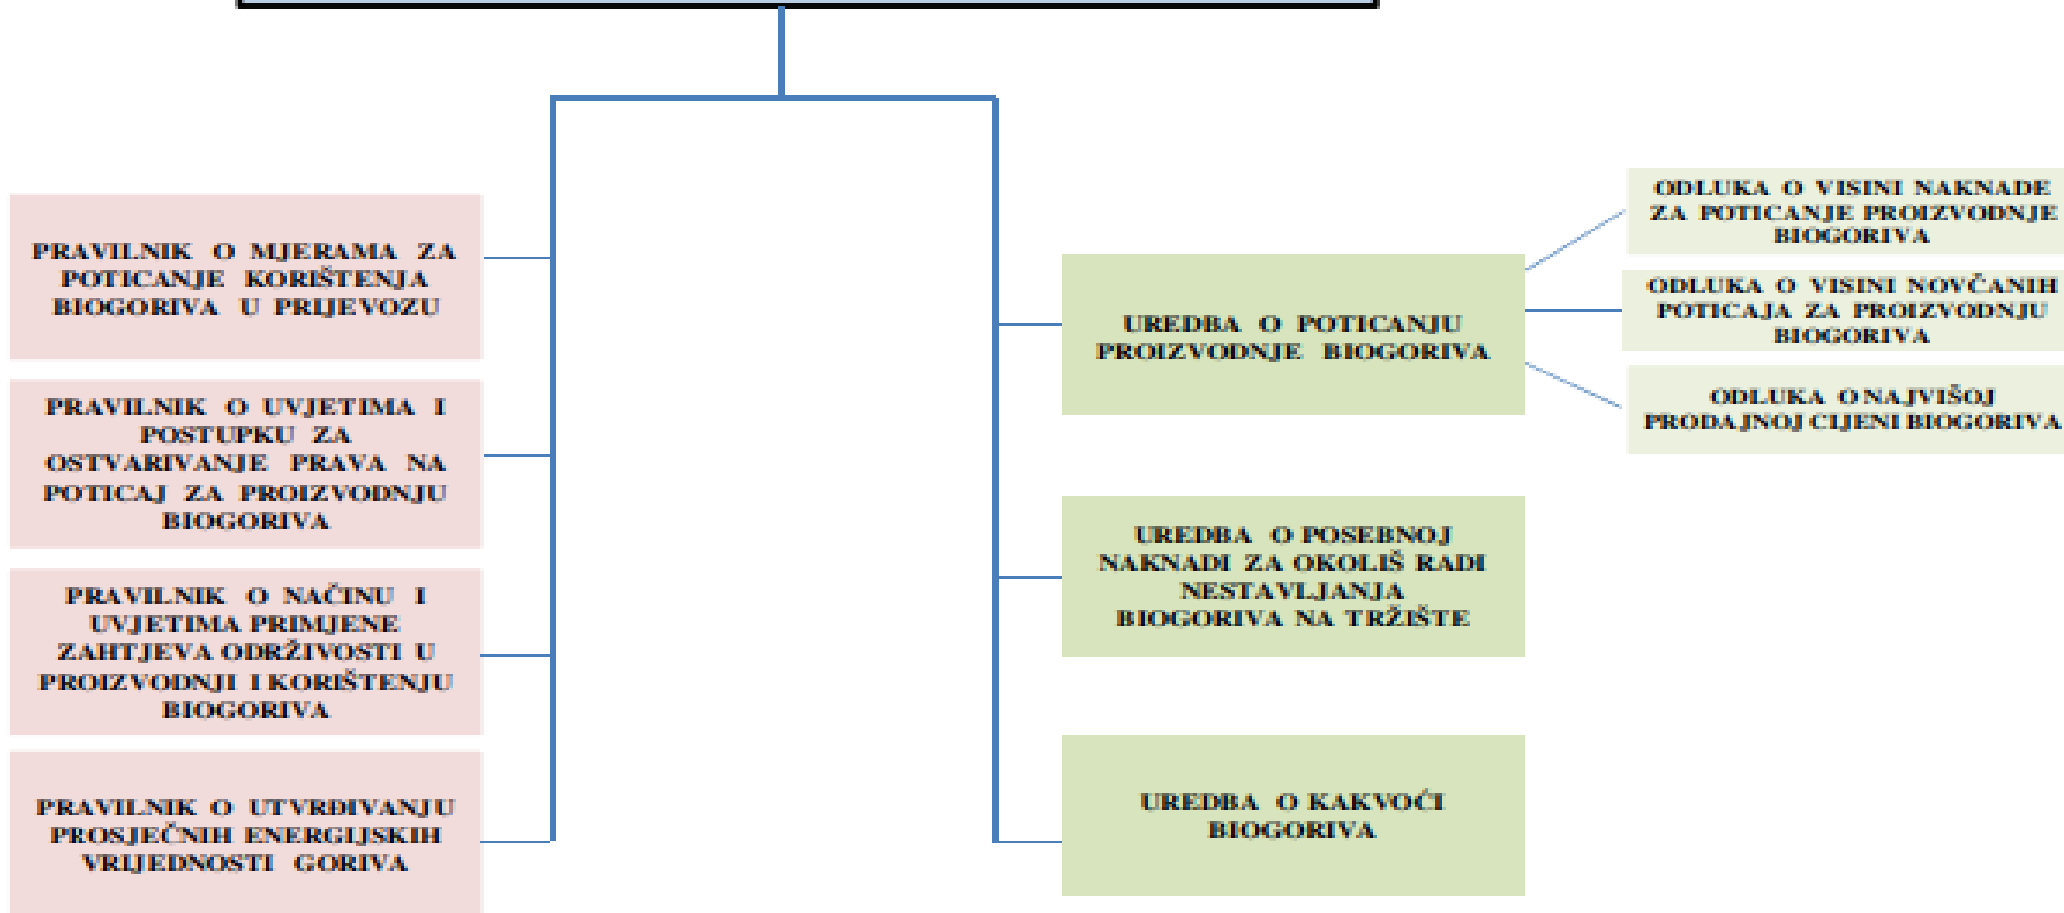 PRAVILNIK O MJERAMA ZA
POTICANJE KORIŠTENJA
BIOGORIVA U PRIJEVOZU
PRAVILNIK O UVJETIMA I
POSTUPKU ZA
OSTVARIVANJE PRAVA NA
POTICAJ ZA PROIZVODNJU
BIOGORIVA
PRAVILNIK O NAČINU I
UVJETIMA PRIMJENE
ZAHTJEVA ODRŽIVOSTI U
PROIZVODNJI I KORIŠTENJU
BIOGORIVA
PRAVILNIK O UTVRĐIVANJU
PROSJEČNIH ENERGIJSKIH
VRIJEDNOSTI GORIVA
UREDBA O POTICANJU
PROIZVODNJE BIOGORIVA
UREDBA O POSEBNOJ
NAKNADI ZA OKOLIŠ RADI
NESTAVLJANJA
BIOGORIVA NA TRŽIŠTE
UREDBA O KAKVOĆI
BIOGORIVA
ODLUKA O VISINI NAKNADE
ZA POTICANJE PROIZVODNJE
BIOGORIVA
ODLUKA O VISINI NOVČANIH
POTICAJA ZA PROIZVODNJU
BIOGORIVA
ODLUKA O NAJVIŠOJ
PRODAJNOJ CIJENI BIOGORIVA